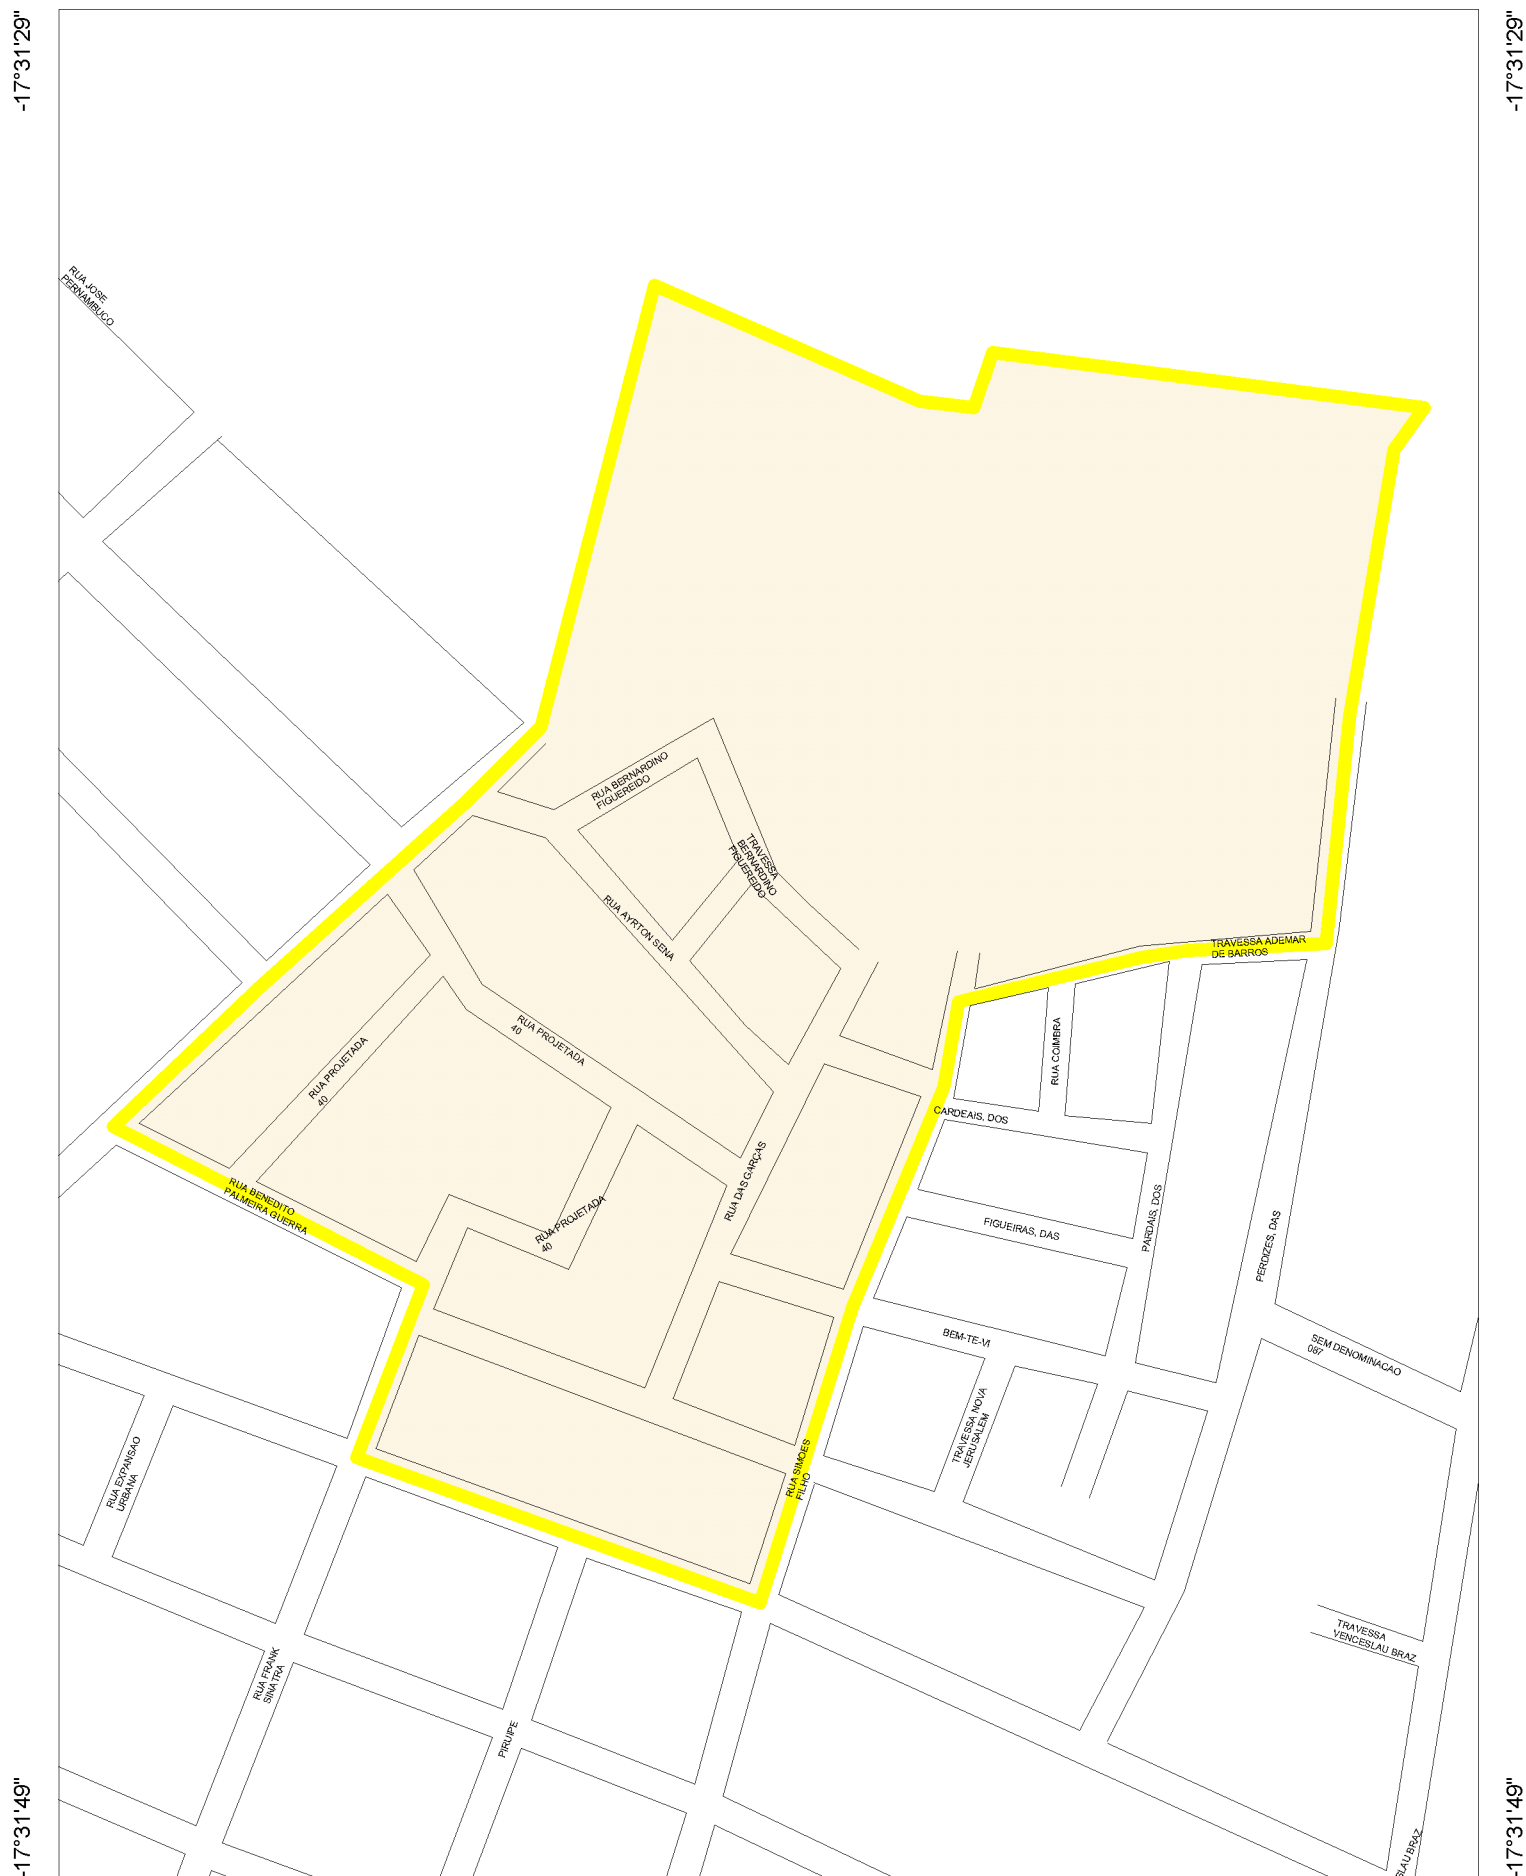 -17°31'29"
-17°31'29"
RUA JOSE
PERNAMBUCO
RUA BERNARDINO
FIGUEREIDO
TRAVESSA
BERNARDINO
FIGUEREIDO
RUA AYRTON SENA
TRAVESSA ADEMAR
DE BARROS
RUA PROJETADA
40
RUA PROJETADA
40
RUA COIMBRA
CARDEAIS, DOS
RUA DAS GARÇAS
RUA BENEDITO
PALMEIRA GUERRA
RUA PROJETADA
40
FIGUEIRAS, DAS
PARDAIS, DOS
PERDIZES, DAS
BEM-TE-VI
SEM DENOMINACAO
087
TRAVESSA NOVA
JERUSALEM
RUA EXPANSAO
URBANA
RUA SIMOES
FILHO
TRAVESSA
VENCESLAU BRAZ
RUA FRANK
SINATRA
PIRUIPE
-17°31'49"
-17°31'49"
SLAU BRAZ